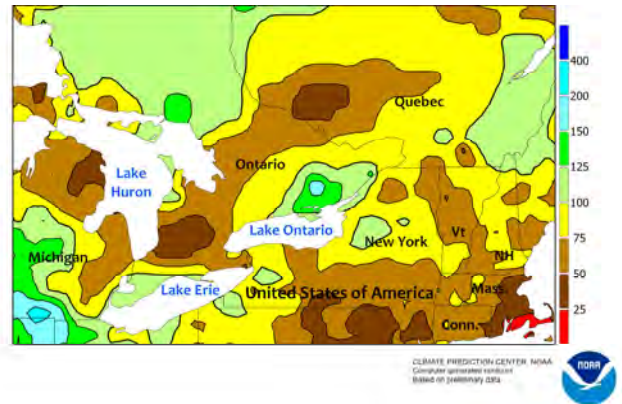 Quebec
Ontario
Lake
Huron
Lake Ontario
New York
Vt
NH
Michigan
Lake Erie
United States of America
Mass.
Conn.
400
200
150
125
100
75
50
25
CLIMATE PREDICTION CENTER, NOAA
Computer generated contours
Based on preliminary data
NOAA